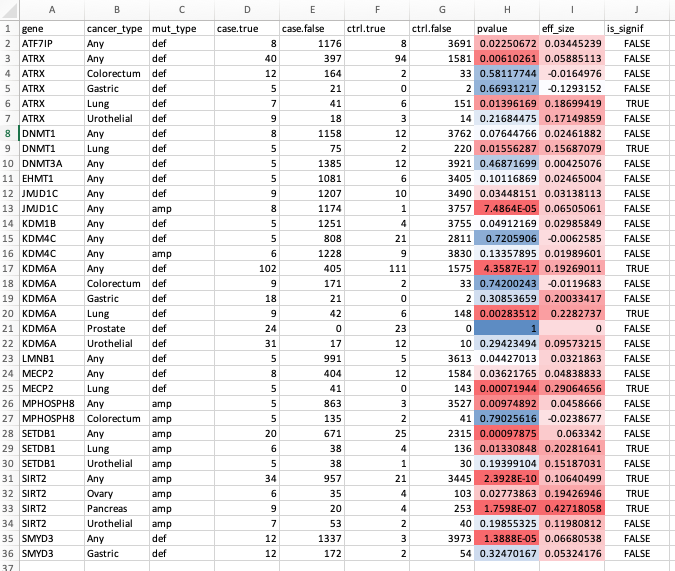 A B C D E F G H I J
1 gene cancer_type mut_type case.true case.false ctrl.true ctrl.false pvalue eff_size is_signif
2 ATF7IP Any def 8 1176 8 3691 0.02250672 0.03445239 FALSE
3 ATRX Any def 40 397 94 1581 0.00610261 0.05885113 FALSE
4 ATRX Colorectum def 12 164 2 33 0.58117744 -0.0164976 FALSE
5 ATRX Gastric def 5 21 0 2 0.66931217 -0.1293152 FALSE
6 ATRX Lung def 7 41 6 151 0.01396169 0.18699419 TRUE
7 ATRX Urothelial def 9 18 3 14 0.21684475 0.17149859 FALSE
8 DNMT1 Any def 8 1158 12 3762 0.07644766 0.02461882 FALSE
9 DNMT1 Lung def 5 75 2 220 0.01556287 0.15687079 TRUE
10 DNMT3A Any def 5 1385 12 3921 0.46871699 0.00425076 FALSE
11 EHMT1 Any def 5 1081 6 3405 0.10116869 0.02465004 FALSE
12 JMJD1C Any def 9 1207 10 3490 0.03448151 0.03138113 FALSE
13 JMJD1C Any amp 8 1174 1 3757 7.4864E-05 0.06505061 FALSE
14 KDM1B Any def 5 1251 4 3755 0.04912169 0.02985849 FALSE
15 KDM4C Any def 5 808 21 2811 0.7205906 -0.0062585 FALSE
16 KDM4C Any amp 6 1228 9 3830 0.13357895 0.01989601 FALSE
17 KDM6A Any def 102 405 111 1575 4.3587E-17 0.19269011 TRUE
18 KDM6A Colorectum def 9 171 2 33 0.74200243 -0.0119683 FALSE
19 KDM6A Gastric def 18 21 0 2 0.30853659 0.20033417 FALSE
20 KDM6A Lung def 9 42 6 148 0.00283512 0.2282737 TRUE
21 KDM6A Prostate def 24 0 23 0 1 0 FALSE
22 KDM6A Urothelial def 31 17 12 10 0.29423494 0.09573215 FALSE
23 LMNB1 Any def 5 991 5 3613 0.04427013 0.0321863 FALSE
24 MECP2 Any def 8 404 12 1584 0.03621765 0.04838833 FALSE
25 MECP2 Lung def 5 41 0 143 0.00071944 0.29064656 TRUE
26 MPHOSPH8 Any amp 5 863 3 3527 0.00974892 0.0458666 FALSE
27 MPHOSPH8 Colorectum amp 5 135 2 41 0.79025616 -0.0238677 FALSE
28 SETDB1 Any amp 20 671 25 2315 0.00097875 0.063342 FALSE
29 SETDB1 Lung amp 6 38 4 136 0.01330848 0.20281641 TRUE
30 SETDB1 Urothelial amp 5 38 1 30 0.19399104 0.15187031 FALSE
31 SIRT2 Any amp 34 957 21 3445 2.3928E-10 0.10640499 TRUE
32 SIRT2 Ovary amp 6 35 4 103 0.02773863 0.19426946 TRUE
33 SIRT2 Pancreas amp 9 20 4 253 1.7598E-07 0.42718058 TRUE
34 SIRT2 Urothelial amp 7 53 2 40 0.19855325 0.11980812 FALSE
35 SMYD3 Any def 12 1337 3 3973 1.3888E-05 0.06680538 FALSE
36 SMYD3 Gastric def 12 172 2 54 0.32470167 0.05324176 FALSE
37